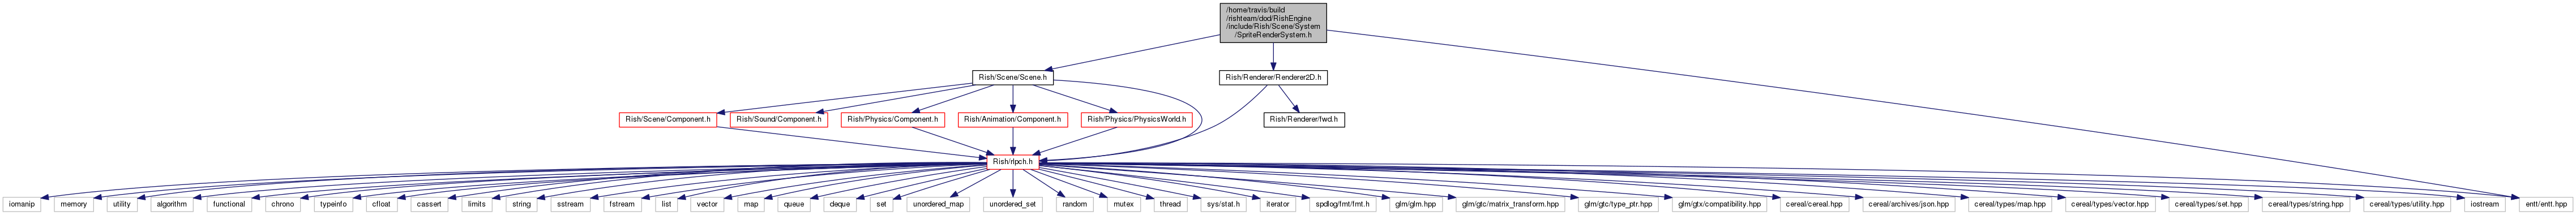 /home/travis/build
/rishteam/dod/RishEngine
/include/Rish/Scene/System
/SpriteRenderSystem.h
Rish/Scene/Scene.h
Rish/Renderer/Renderer2D.h
Rish/Scene/Component.h
Rish/Sound/Component.h
Rish/Physics/Component.h
Rish/Animation/Component.h
Rish/Physics/PhysicsWorld.h
Rish/Renderer/fwd.h
Rish/rlpch.h
iomanip
memory
utility
algorithm
functional
chrono
typeinfo
cfloat
cassert
limits
string
sstream
fstream
list
vector
map
queue
deque
set
unordered_map
unordered_set
random
mutex
thread
sys/stat.h
iterator
spdlog/fmt/fmt.h
glm/glm.hpp
glm/gtc/matrix_transform.hpp
glm/gtc/type_ptr.hpp
glm/gtx/compatibility.hpp
cereal/cereal.hpp
cereal/archives/json.hpp
cereal/types/map.hpp
cereal/types/vector.hpp
cereal/types/set.hpp
cereal/types/string.hpp
cereal/types/utility.hpp
iostream
entt/entt.hpp